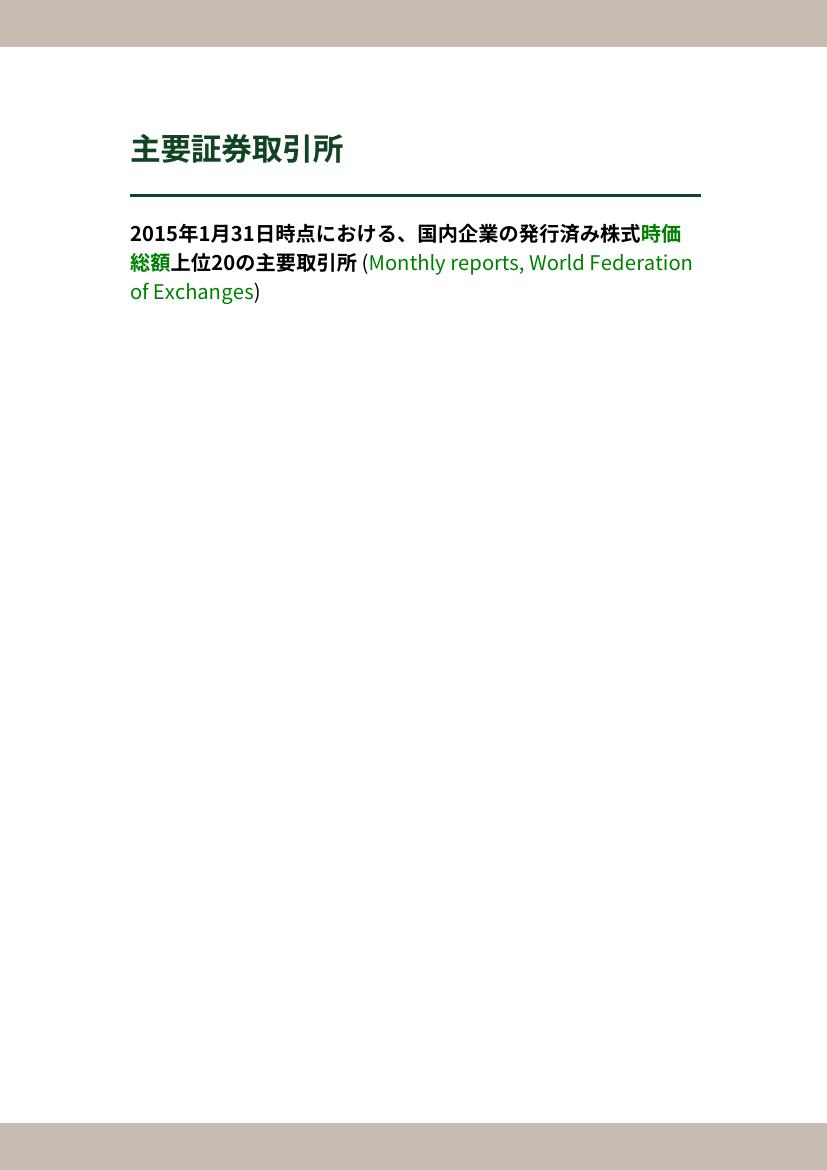 主要証券取引所
2015年1月31日時点における、国内企業の発行済み株式時価
総額上位20の主要取引所 (Monthly reports, World Federation
of Exchanges)